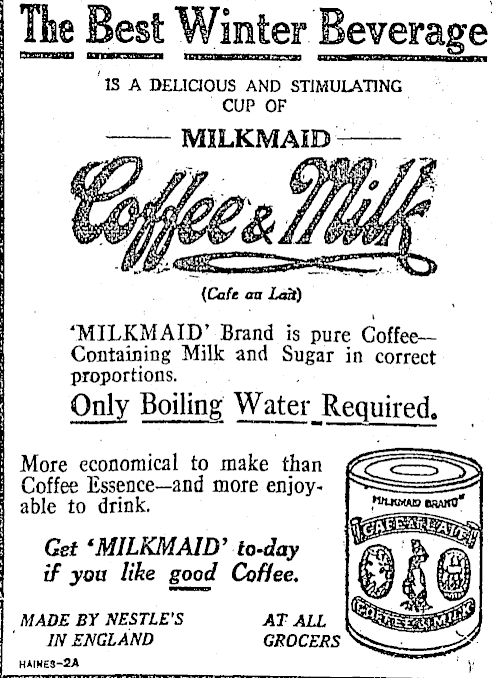 The Best Winter Beverage
IS A DELICIOUS AND STIMULATING
CUP OF
MILKMAID
Coffee & Milk
(Cafe au Lait)
'MILKMAID' Brand is pure Coffee—
Containing Milk and Sugar in correct
proportions.
Only Boiling Water Required.
More economical to make than
Coffee Essence—and more enjoy-
able to drink.
Get 'MILKMAID' to-day
if you like good Coffee.
MADE BY NESTLE'S
IN ENGLAND
AT ALL
GROCERS
HAINES-2A
"MILKMAID BRAND"
CAFE AU LAIT
COFFEE & MILK